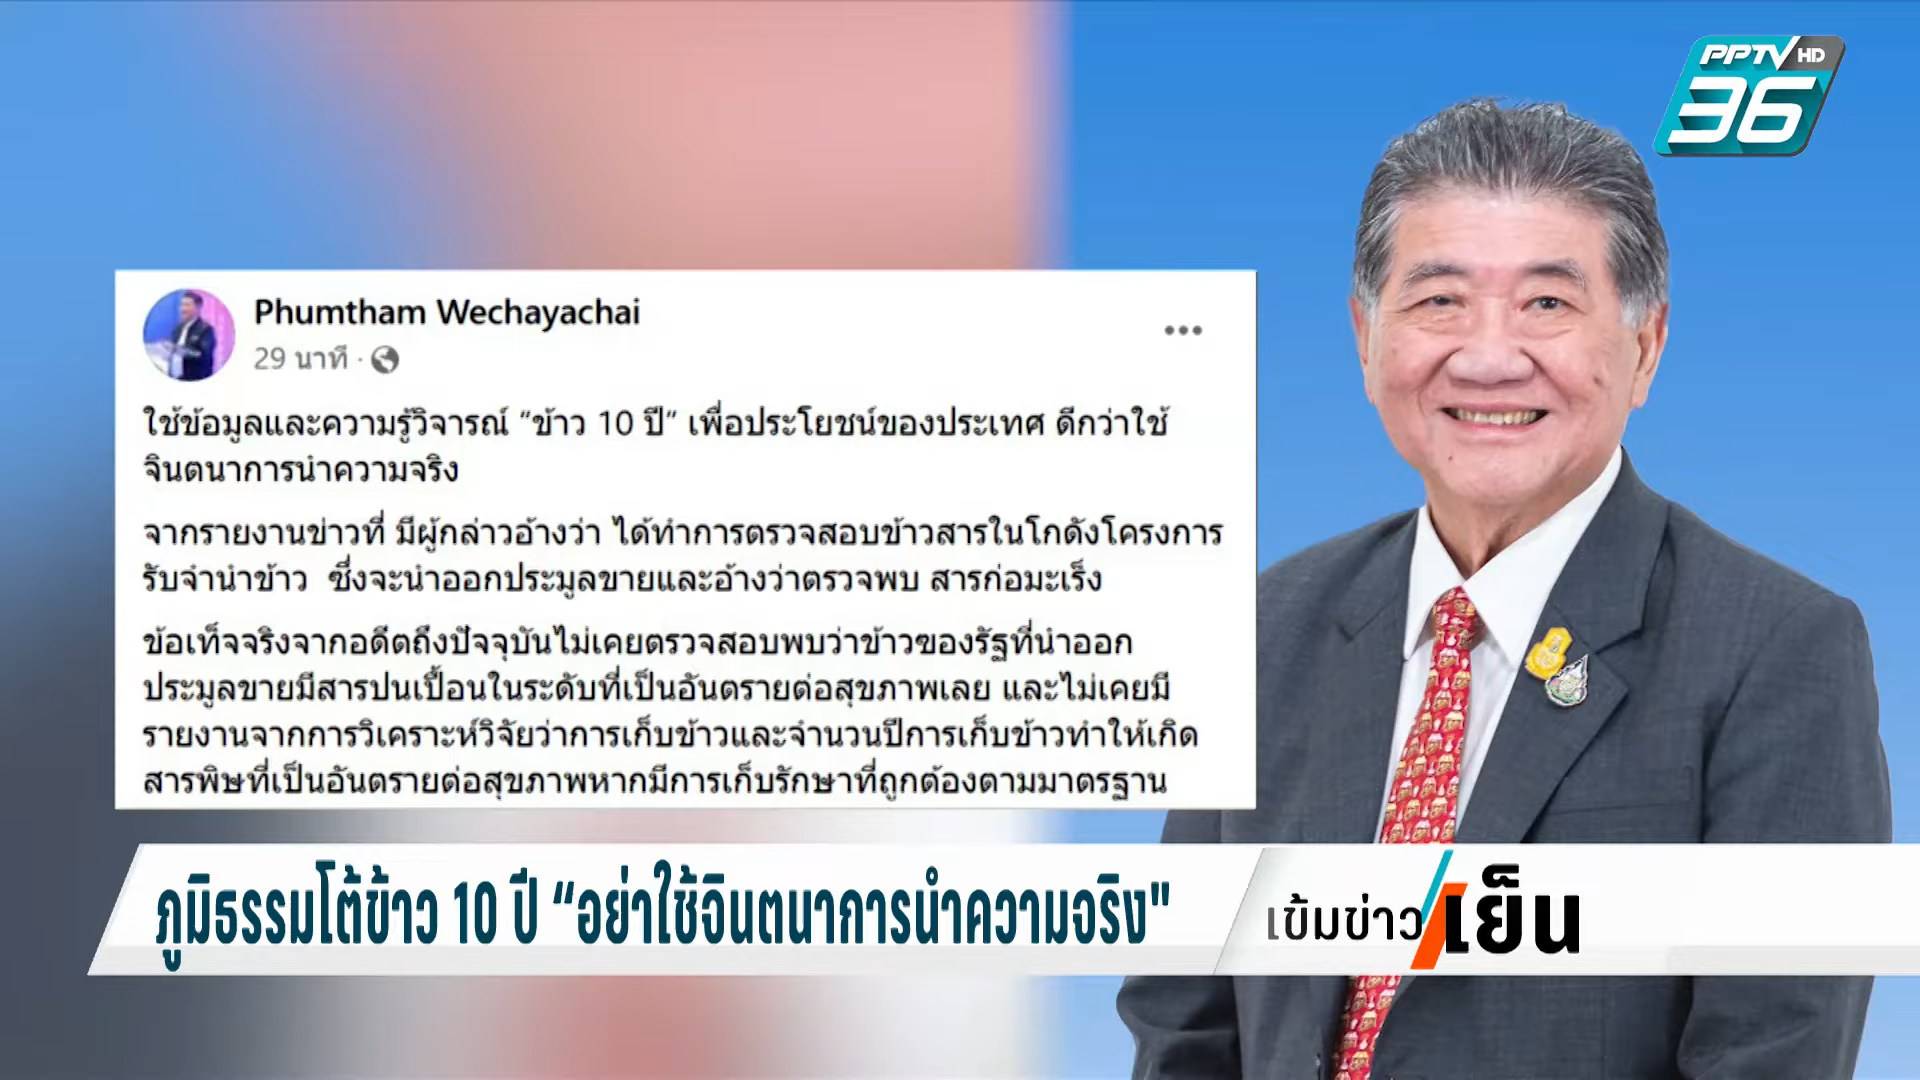 PPTV HD
36
Phumtham Wechayachai
29 นาที ·
ใช้ข้อมูลและความรู้วิจารณ์ “ข้าว 10 ปี” เพื่อประโยชน์ของประเทศ ดีกว่าใช้
จินตนาการนำความจริง
จากรายงานข่าวที่ มีผู้กล่าวอ้างว่า ได้ทำการตรวจสอบข้าวสารในโกดังโครงการ
รับจำนำข้าว  ซึ่งจะนำออกประมูลขายและอ้างว่าตรวจพบ สารก่อมะเร็ง
ข้อเท็จจริงจากอดีตถึงปัจจุบันไม่เคยตรวจสอบพบว่าข้าวของรัฐที่นำออก
ประมูลขายมีสารปนเปื้อนในระดับที่เป็นอันตรายต่อสุขภาพเลย และไม่เคยมี
รายงานจากการวิเคราะห์วิจัยว่าการเก็บข้าวและจำนวนปีการเก็บข้าวทำให้เกิด
สารพิษที่เป็นอันตรายต่อสุขภาพหากมีการเก็บรักษาที่ถูกต้องตามมาตรฐาน
ภูมิธรรมโต้ข้าว 10 ปี “อย่าใช้จินตนาการนำความจริง"
เข้มข่าวเย็น